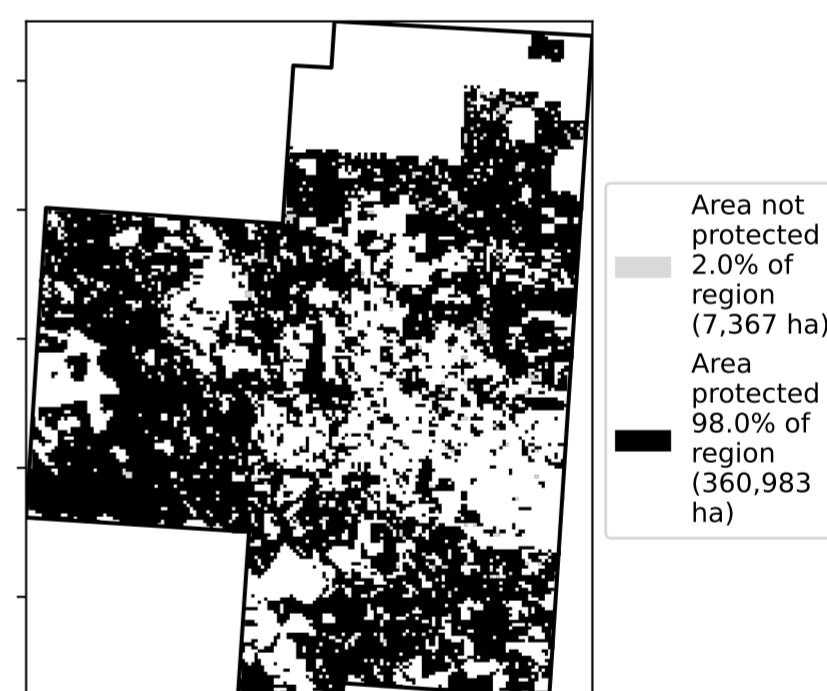 Area not
protected
2.0% of
region
(7,367 ha)
Area
protected
98.0% of
region
(360,983
ha)